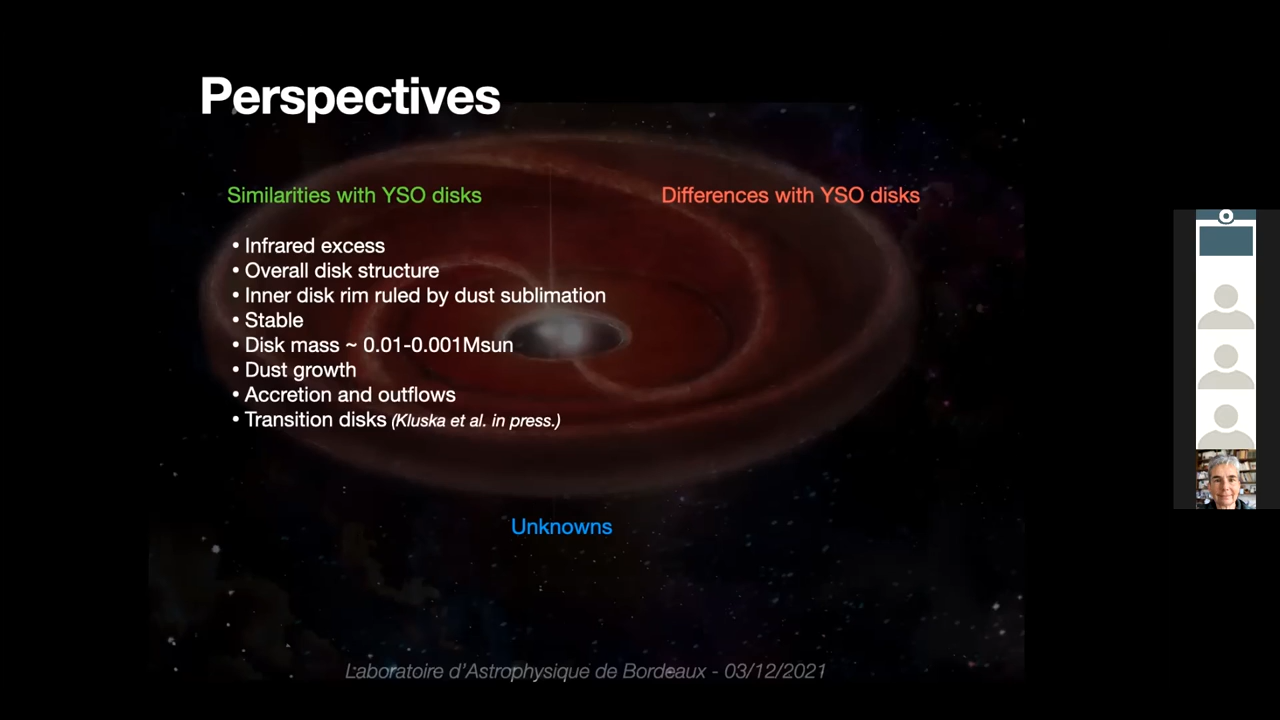 Perspectives
Similarities with YSO disks
• Infrared excess
• Overall disk structure
• Inner disk rim ruled by dust sublimation
• Stable
• Disk mass ~ 0.01-0.001Msun
• Dust growth
• Accretion and outflows
• Transition disks (Kluska et al. in press.)
Differences with YSO disks
Unknowns
Laboratoire d'Astrophysique de Bordeaux - 03/12/2021